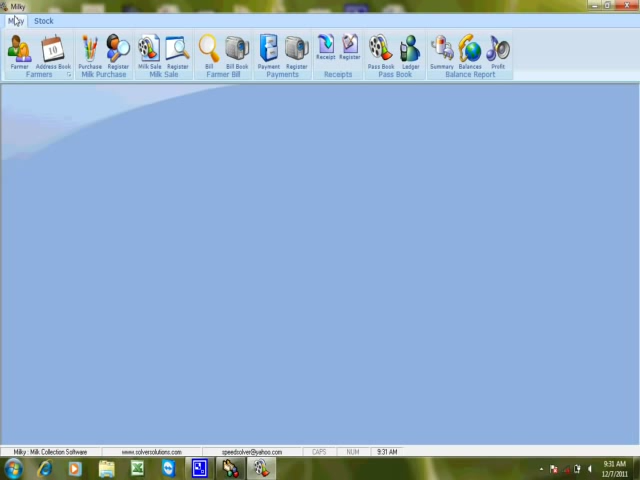 Milky
Milky Stock
Farmer Address Book Purchase Register Milk Sale Register Bill Bill Book Payment Register Receipt Register Pass Book Ledger Summary Balances Profit
Farmers Milk Purchase Milk Sale Farmer Bill Payments Receipts Pass Book Balance Report
10
Milky : Milk Collection Software www.solversolutions.com speedsolver@yahoo.com CAPS NUM 9:31 AM
9:31 AM
12/7/2011